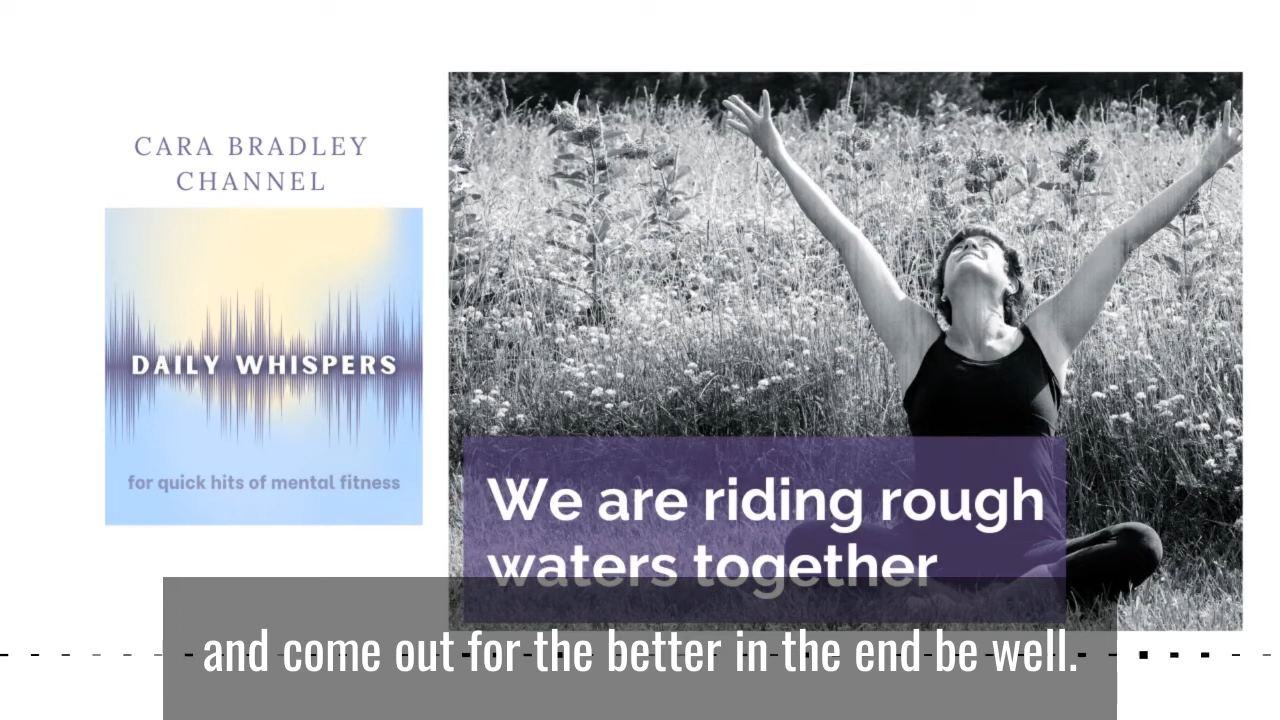 CARA BRADLEY
CHANNEL
DAILY WHISPERS
for quick hits of mental fitness
We are riding rough
waters together
and come out for the better in the end be well.